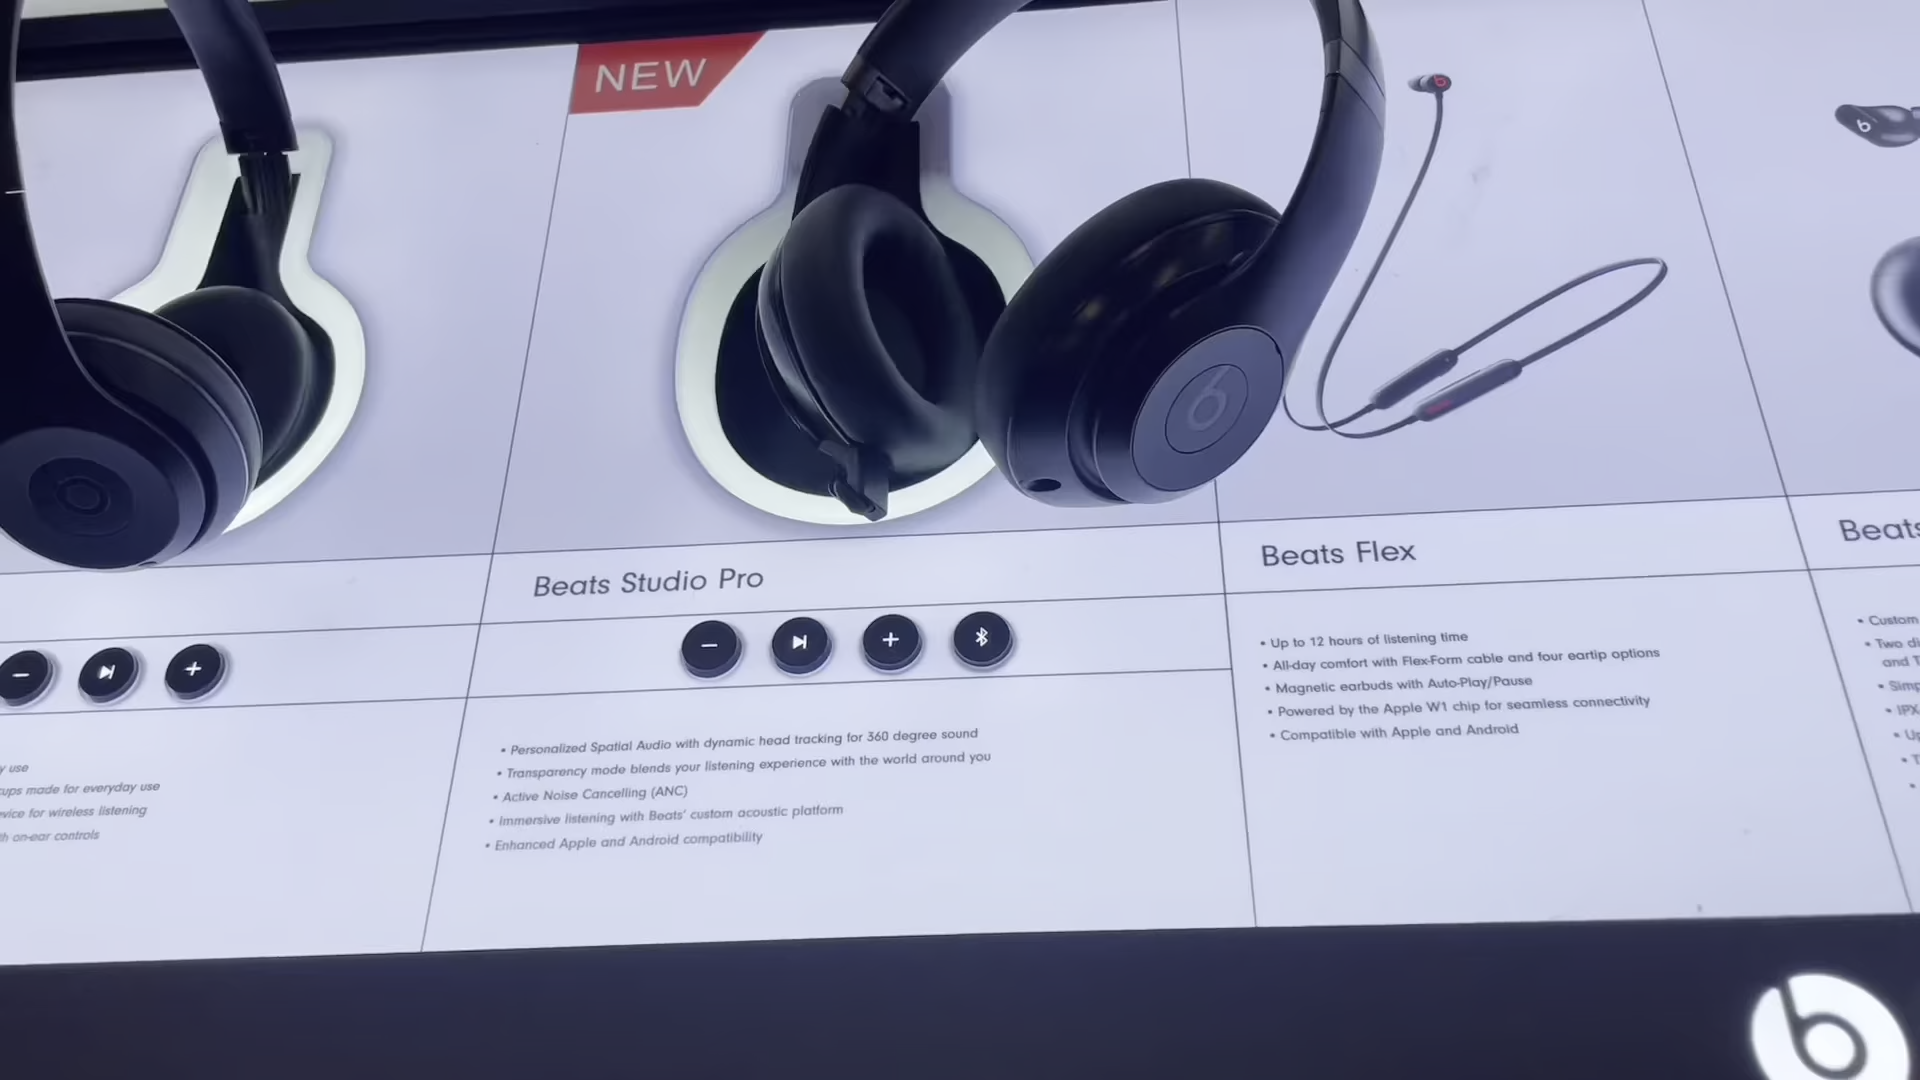 NEW
Beats Studio Pro
Beats Flex
Beats
y use
cups made for everyday use
evice for wireless listening
th on-ear controls
• Personalized Spatial Audio with dynamic head tracking for 360 degree sound
• Transparency mode blends your listening experience with the world around you
• Active Noise Cancelling (ANC)
• Immersive listening with Beats' custom acoustic platform
• Enhanced Apple and Android compatibility
• Up to 12 hours of listening time
• All-day comfort with Flex-Form cable and four eartip options
• Magnetic earbuds with Auto-Play/Pause
• Powered by the Apple W1 chip for seamless connectivity
• Compatible with Apple and Android
• Custom
• Two di
and T
• Simp
• IPX
• Up
• T